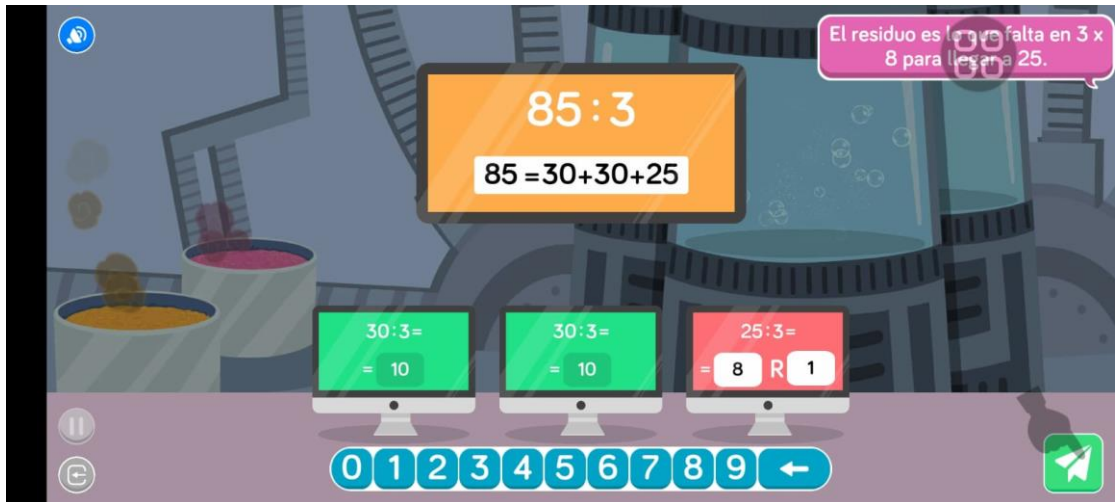 El residuo es lo que falta en 3 x
8 para llegar a 25.
85:3
85 =30+30+25
30:3=
= 10
30:3=
= 10
25:3=
= 8 R 1
0 1 2 3 4 5 6 7 8 9 ←